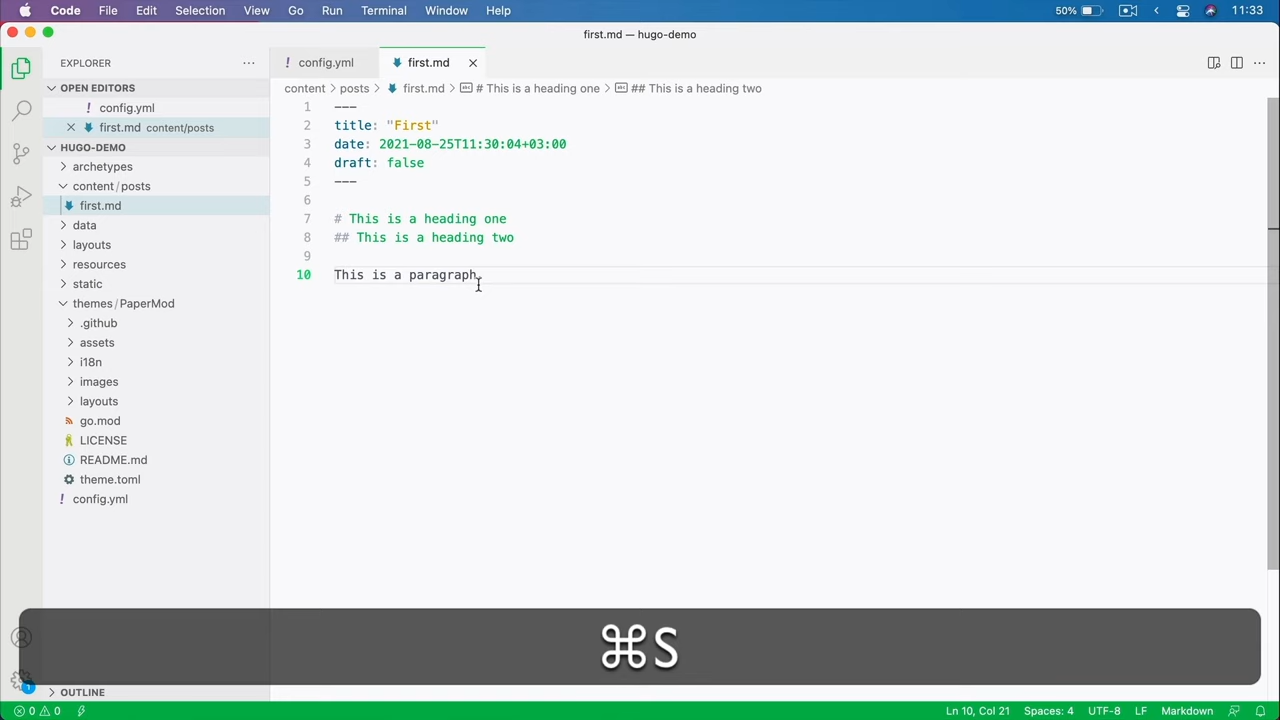 Code File Edit Selection View Go Run Terminal Window Help 50% 11:33
first.md — hugo-demo
EXPLORER
OPEN EDITORS
! config.yml
first.md content/posts
HUGO-DEMO
archetypes
content/posts
first.md
data
layouts
resources
static
themes/PaperMod
.github
assets
i18n
images
layouts
go.mod
LICENSE
README.md
theme.toml
! config.yml
OUTLINE
! config.yml first.md
content > posts > first.md > # This is a heading one > ## This is a heading two
1 ---
2 title: "First"
3 date: 2021-08-25T11:30:04+03:00
4 draft: false
5 ---
6
7 # This is a heading one
8 ## This is a heading two
9
10 This is a paragraph.
⌘S
0 0 Ln 10, Col 21 Spaces: 4 UTF-8 LF Markdown
1